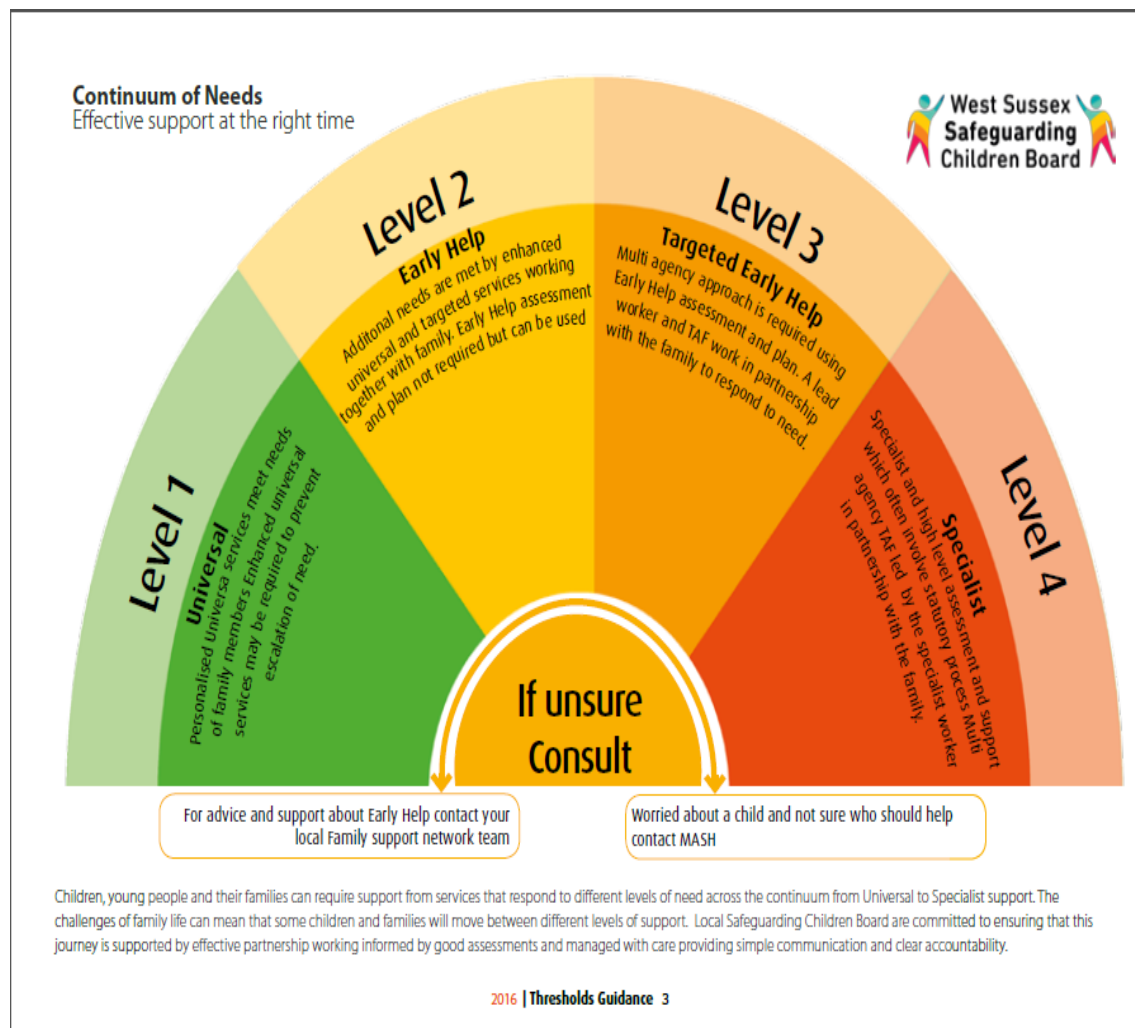 Continuum of Needs
Effective support at the right time
West Sussex
Safeguarding
Children Board
Level 1
Universal
Personalised Universa services meet needs
of family members Enhanced universal
services may be required to prevent
escalation of need.
Level 2
Early Help
Additonal needs are met by enhanced
universal and targeted services working
together with family. Early Help assessment
and plan not required but can be used
Level 3
Targeted Early Help
Multi agency approach is required using
Early Help assessment and plan. A lead
worker and TAF work in partnership
with the family to respond to need.
Level 4
Specialist
Specialist and high level assessment and support
which often involve statutory process Multi
agency TAF led by the specialist worker
in partnership with the family.
If unsure
Consult
For advice and support about Early Help contact your
local Family support network team
Worried about a child and not sure who should help
contact MASH
Children, young people and their families can require support from services that respond to different levels of need across the continuum from Universal to Specialist support. The
challenges of family life can mean that some children and families will move between different levels of support. Local Safeguarding Children Board are committed to ensuring that this
journey is supported by effective partnership working informed by good assessments and managed with care providing simple communication and clear accountability.
2016 | Thresholds Guidance 3